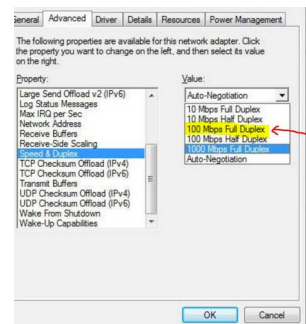 General Advanced Driver Details Resources Power Management
The following properties are available for this network adapter. Click
the property you want to change on the left, and then select its value
on the right.
Property:
Value:
Large Send Offload v2 (IPv6)
Log Status Messages
Max IRQ per Sec
Network Address
Receive Buffers
Receive-Side Scaling
Speed & Duplex
TCP Checksum Offload (IPv4)
TCP Checksum Offload (IPv6)
Transmit Buffers
UDP Checksum Offload (IPv4)
UDP Checksum Offload (IPv6)
Wake From Shutdown
Wake-Up Capabilities
Auto-Negotiation
10 Mbps Full Duplex
10 Mbps Half Duplex
100 Mbps Full Duplex
100 Mbps Half Duplex
1000 Mbps Full Duplex
Auto-Negotiation
OK Cancel